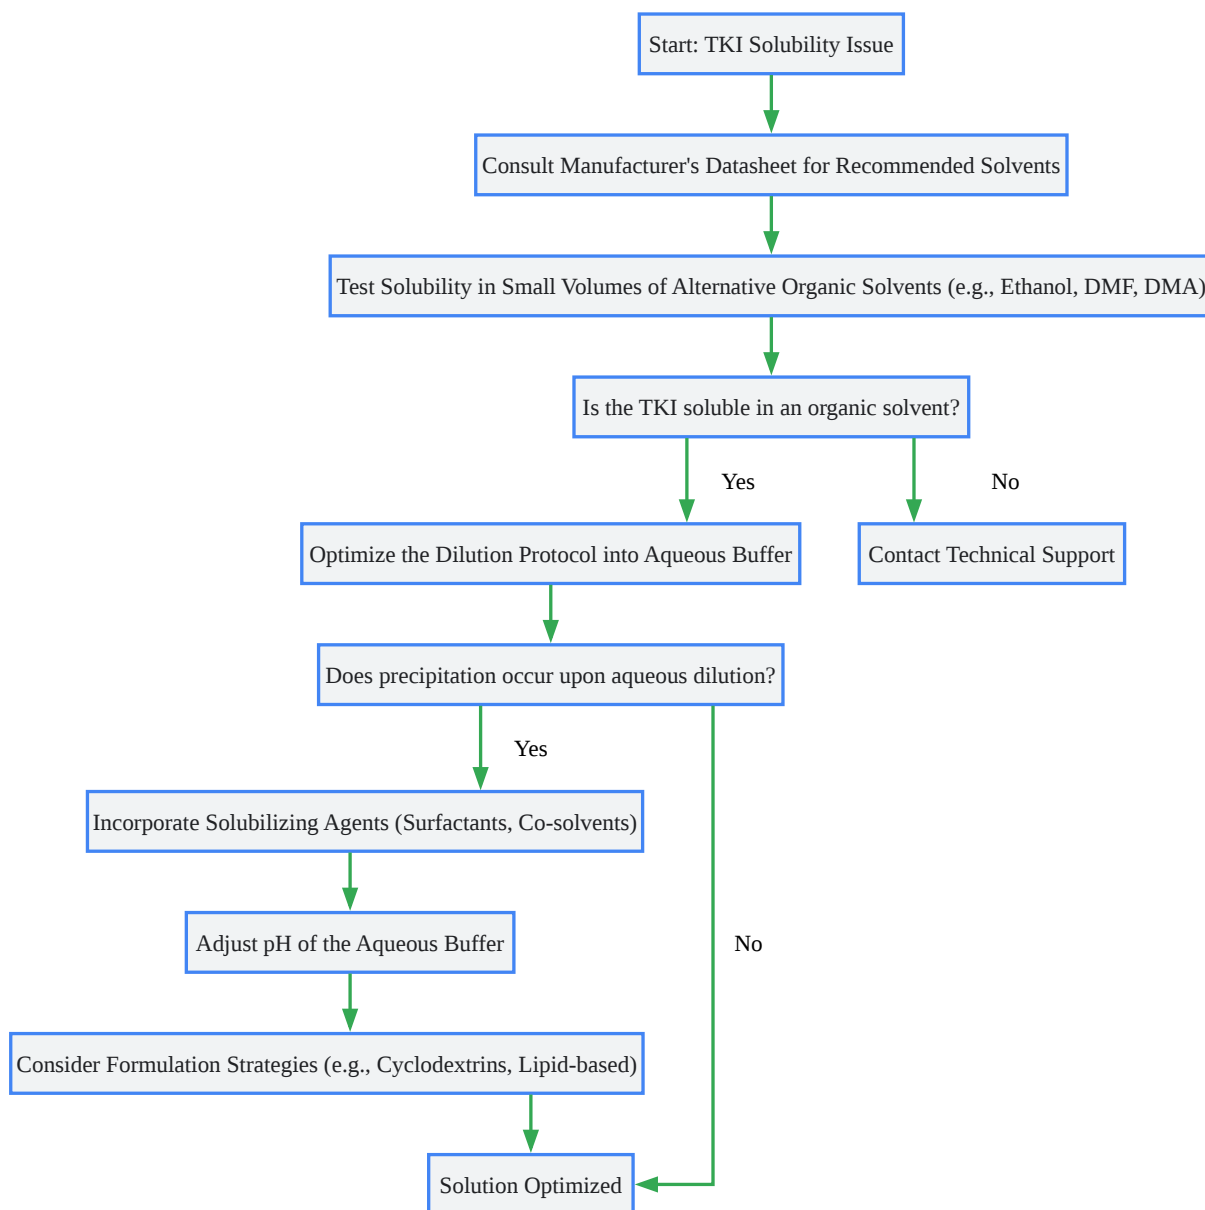 Start: TKI Solubility Issue
Consult Manufacturer's Datasheet for Recommended Solvents
Test Solubility in Small Volumes of Alternative Organic Solvents (e.g., Ethanol, DMF, DMA)
Is the TKI soluble in an organic solvent?
Yes
No
Optimize the Dilution Protocol into Aqueous Buffer
Contact Technical Support
Does precipitation occur upon aqueous dilution?
Yes
Incorporate Solubilizing Agents (Surfactants, Co-solvents)
Adjust pH of the Aqueous Buffer
No
Consider Formulation Strategies (e.g., Cyclodextrins, Lipid-based)
Solution Optimized